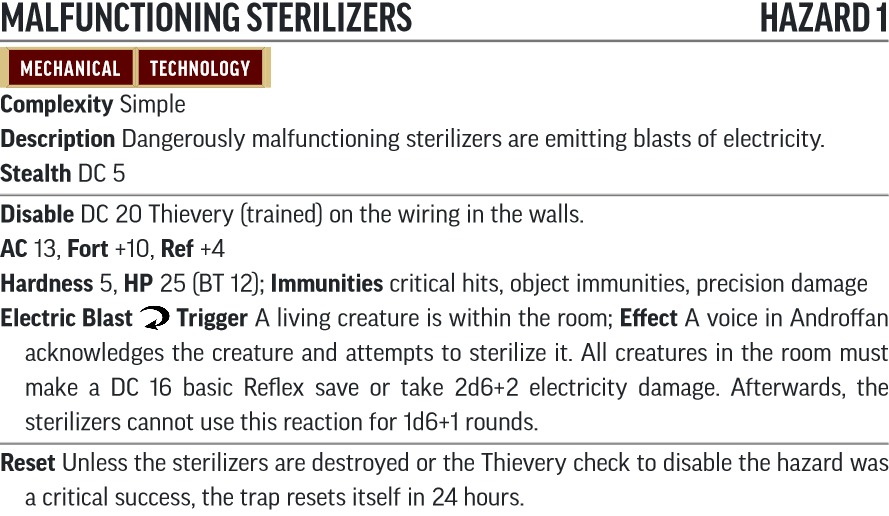 MALFUNCTIONING STERILIZERS HAZARD 1
MECHANICAL TECHNOLOGY
Complexity Simple
Description Dangerously malfunctioning sterilizers are emitting blasts of electricity.
Stealth DC 5
Disable DC 20 Thievery (trained) on the wiring in the walls.
AC 13, Fort +10, Ref +4
Hardness 5, HP 25 (BT 12); Immunities critical hits, object immunities, precision damage
Electric Blast Trigger A living creature is within the room; Effect A voice in Androffan
acknowledges the creature and attempts to sterilize it. All creatures in the room must
make a DC 16 basic Reflex save or take 2d6+2 electricity damage. Afterwards, the
sterilizers cannot use this reaction for 1d6+1 rounds.
Reset Unless the sterilizers are destroyed or the Thievery check to disable the hazard was
a critical success, the trap resets itself in 24 hours.